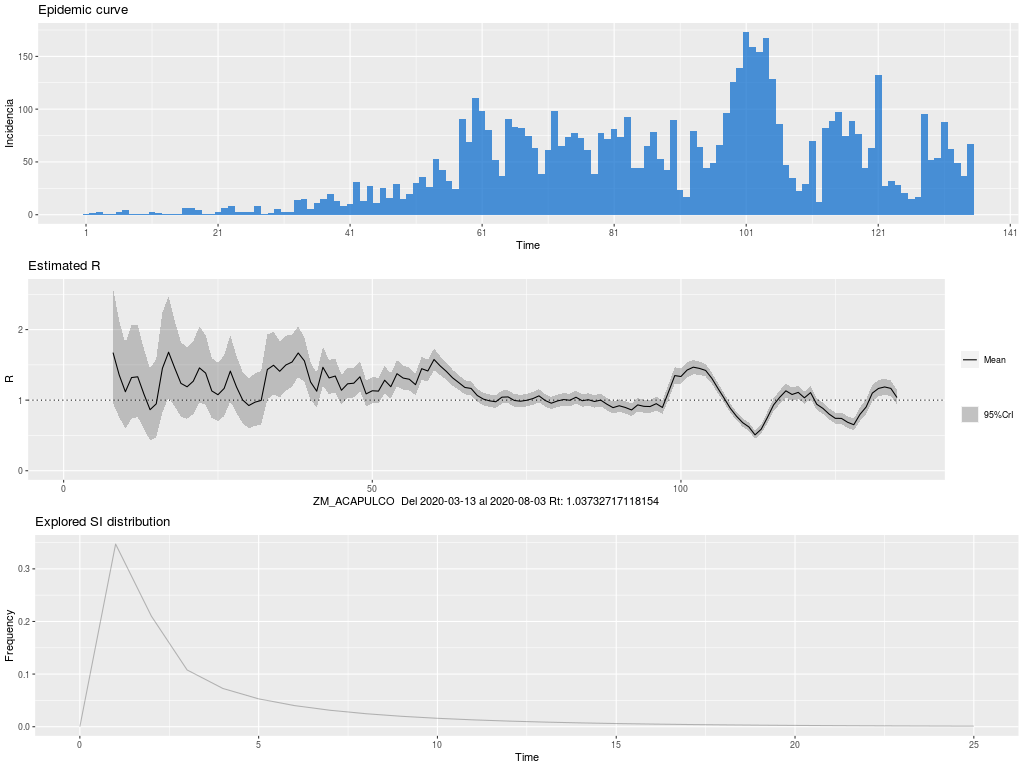 Epidemic curve
150
100
50
0
Incidencia
1 21 41 61 81 101 121 141
Time
Estimated R
2
1
0
R
Mean
95%CrI
0 50 100
ZM_ACAPULCO Del 2020-03-13 al 2020-08-03 Rt: 1.03732717118154
Explored SI distribution
0.3
0.2
0.1
0.0
Frequency
0 5 10 15 20 25
Time